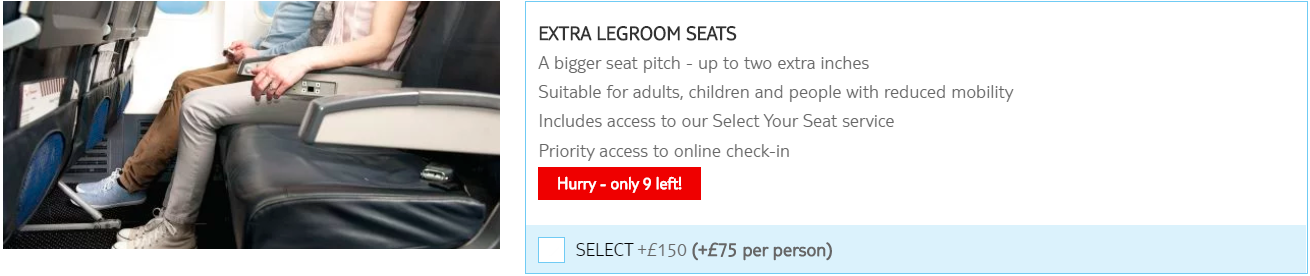 EXTRA LEGROOM SEATS
A bigger seat pitch - up to two extra inches
Suitable for adults, children and people with reduced mobility
Includes access to our Select Your Seat service
Priority access to online check-in
Hurry - only 9 left!
SELECT +£150 (+£75 per person)